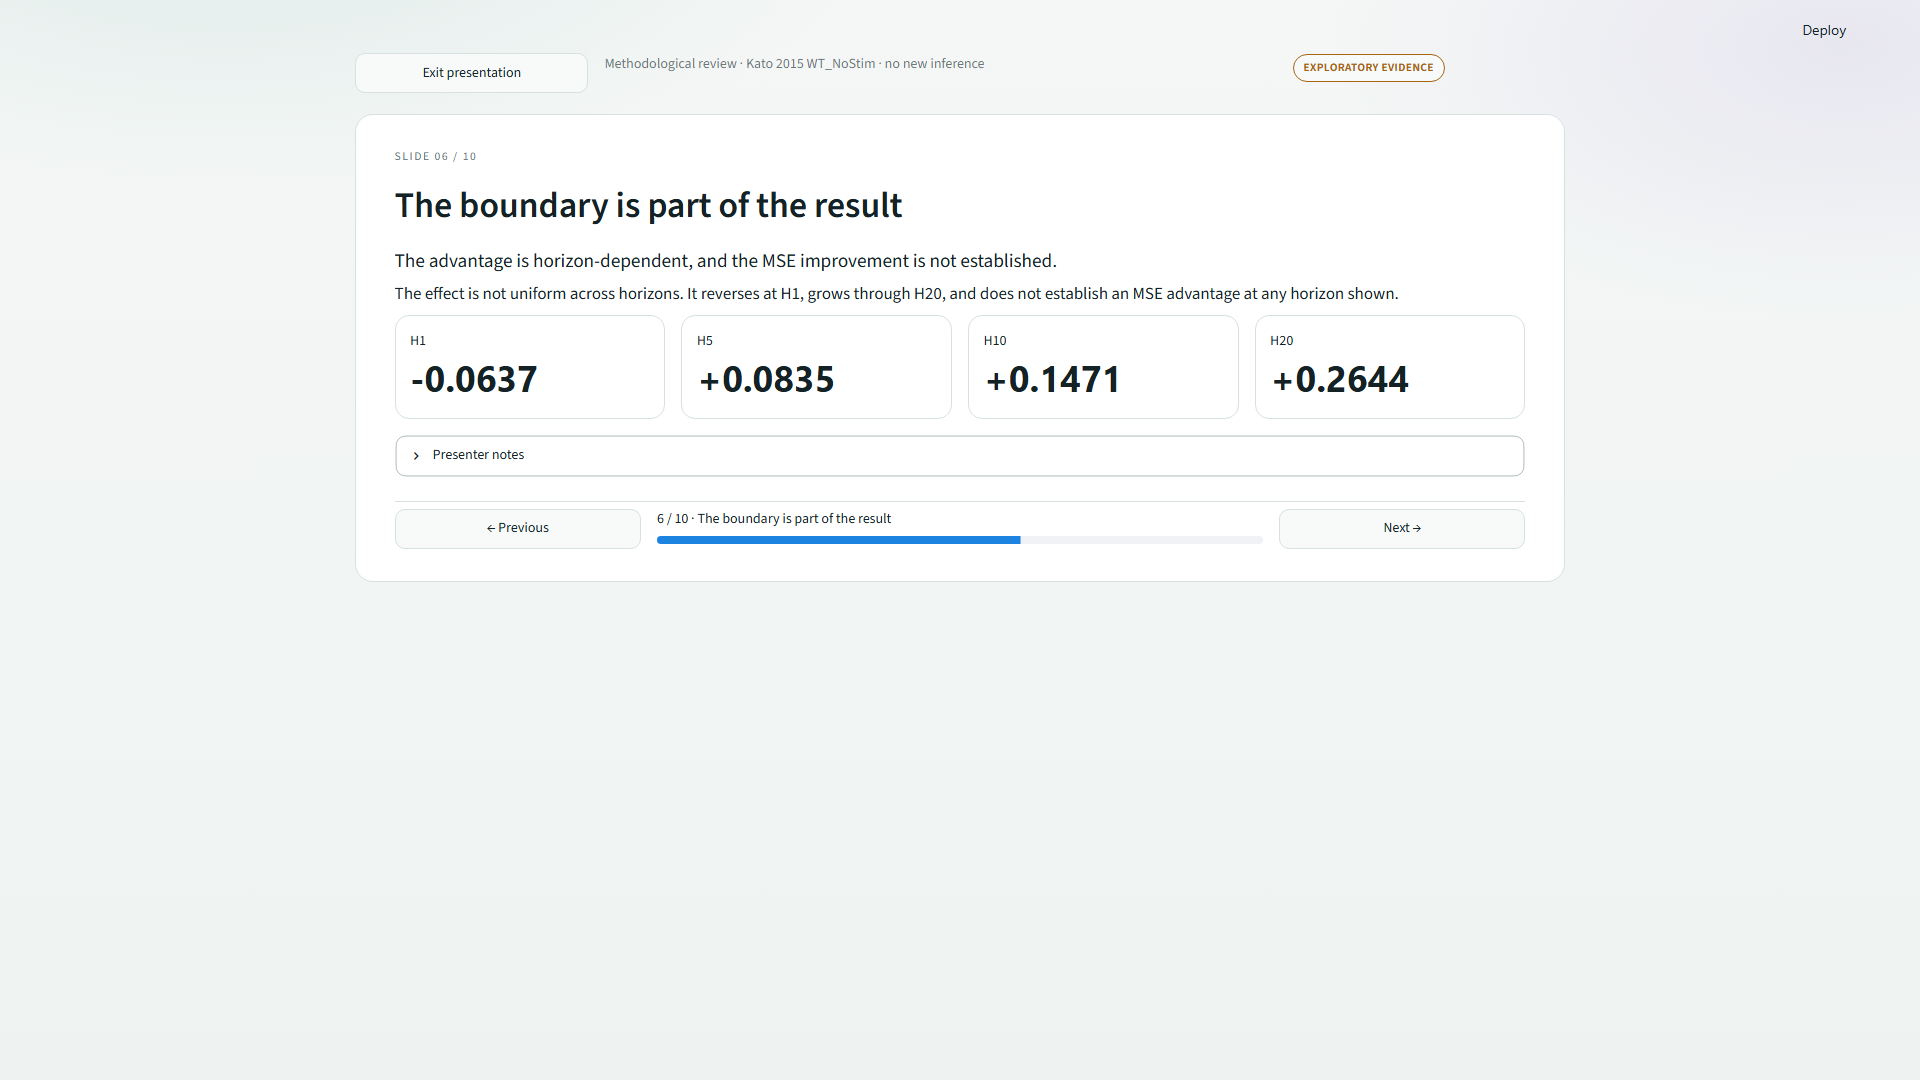 Deploy
Exit presentation
Methodological review · Kato 2015 WT_NoStim · no new inference
EXPLORATORY EVIDENCE
SLIDE 06 / 10
The boundary is part of the result
The advantage is horizon-dependent, and the MSE improvement is not established.
The effect is not uniform across horizons. It reverses at H1, grows through H20, and does not establish an MSE advantage at any horizon shown.
H1
-0.0637
H5
+0.0835
H10
+0.1471
H20
+0.2644
Presenter notes
← Previous
6 / 10 · The boundary is part of the result
Next →